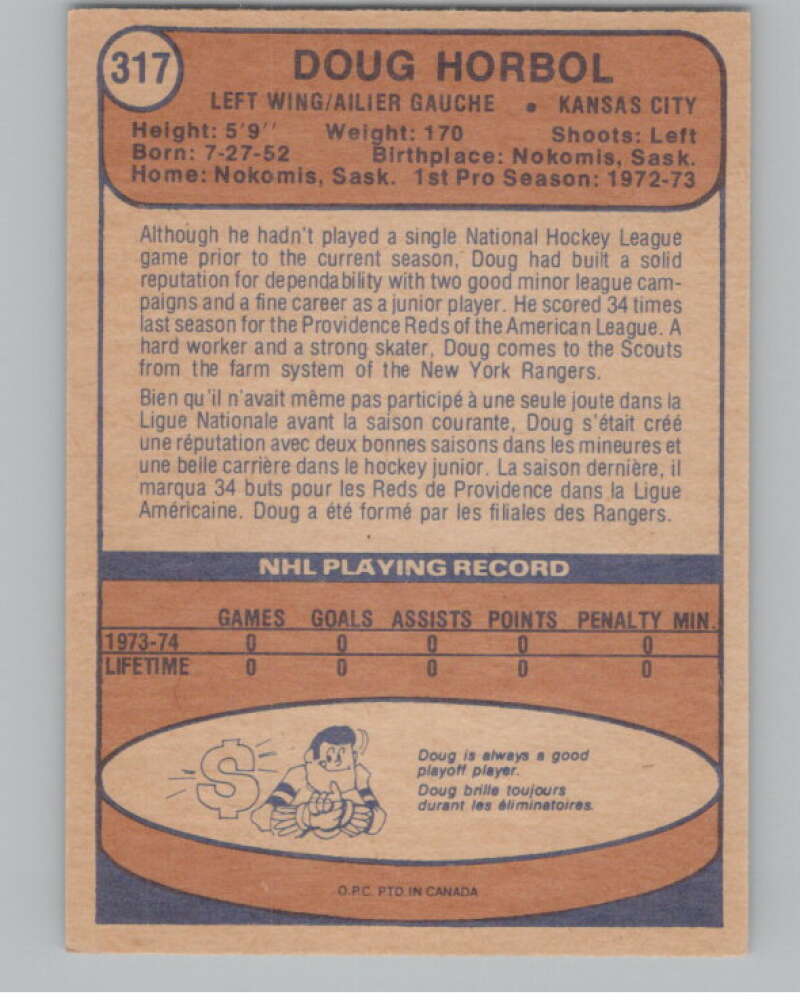 317
DOUG HORBOL
LEFT WING/AILIER GAUCHE • KANSAS CITY
Height: 5'9'' Weight: 170 Shoots: Left
Born: 7-27-52 Birthplace: Nokomis, Sask.
Home: Nokomis, Sask. 1st Pro Season: 1972-73
Although he hadn't played a single National Hockey League
game prior to the current season, Doug had built a solid
reputation for dependability with two good minor league cam-
paigns and a fine career as a junior player. He scored 34 times
last season for the Providence Reds of the American League. A
hard worker and a strong skater, Doug comes to the Scouts
from the farm system of the New York Rangers.
Bien qu'il n'avait même pas participé à une seule joute dans la
Ligue Nationale avant la saison courante, Doug s'était créé
une réputation avec deux bonnes saisons dans les mineures et
une belle carrière dans le hockey junior. La saison dernière, il
marqua 34 buts pour les Reds de Providence dans la Ligue
Américaine. Doug a été formé par les filiales des Rangers.
NHL PLAYING RECORD
GAMES GOALS ASSISTS POINTS PENALTY MIN.
1973-74 0 0 0 0 0
LIFETIME 0 0 0 0 0
$
Doug is always a good
playoff player.
Doug brille toujours
durant les éliminatoires.
O.P.C. PTD. IN CANADA